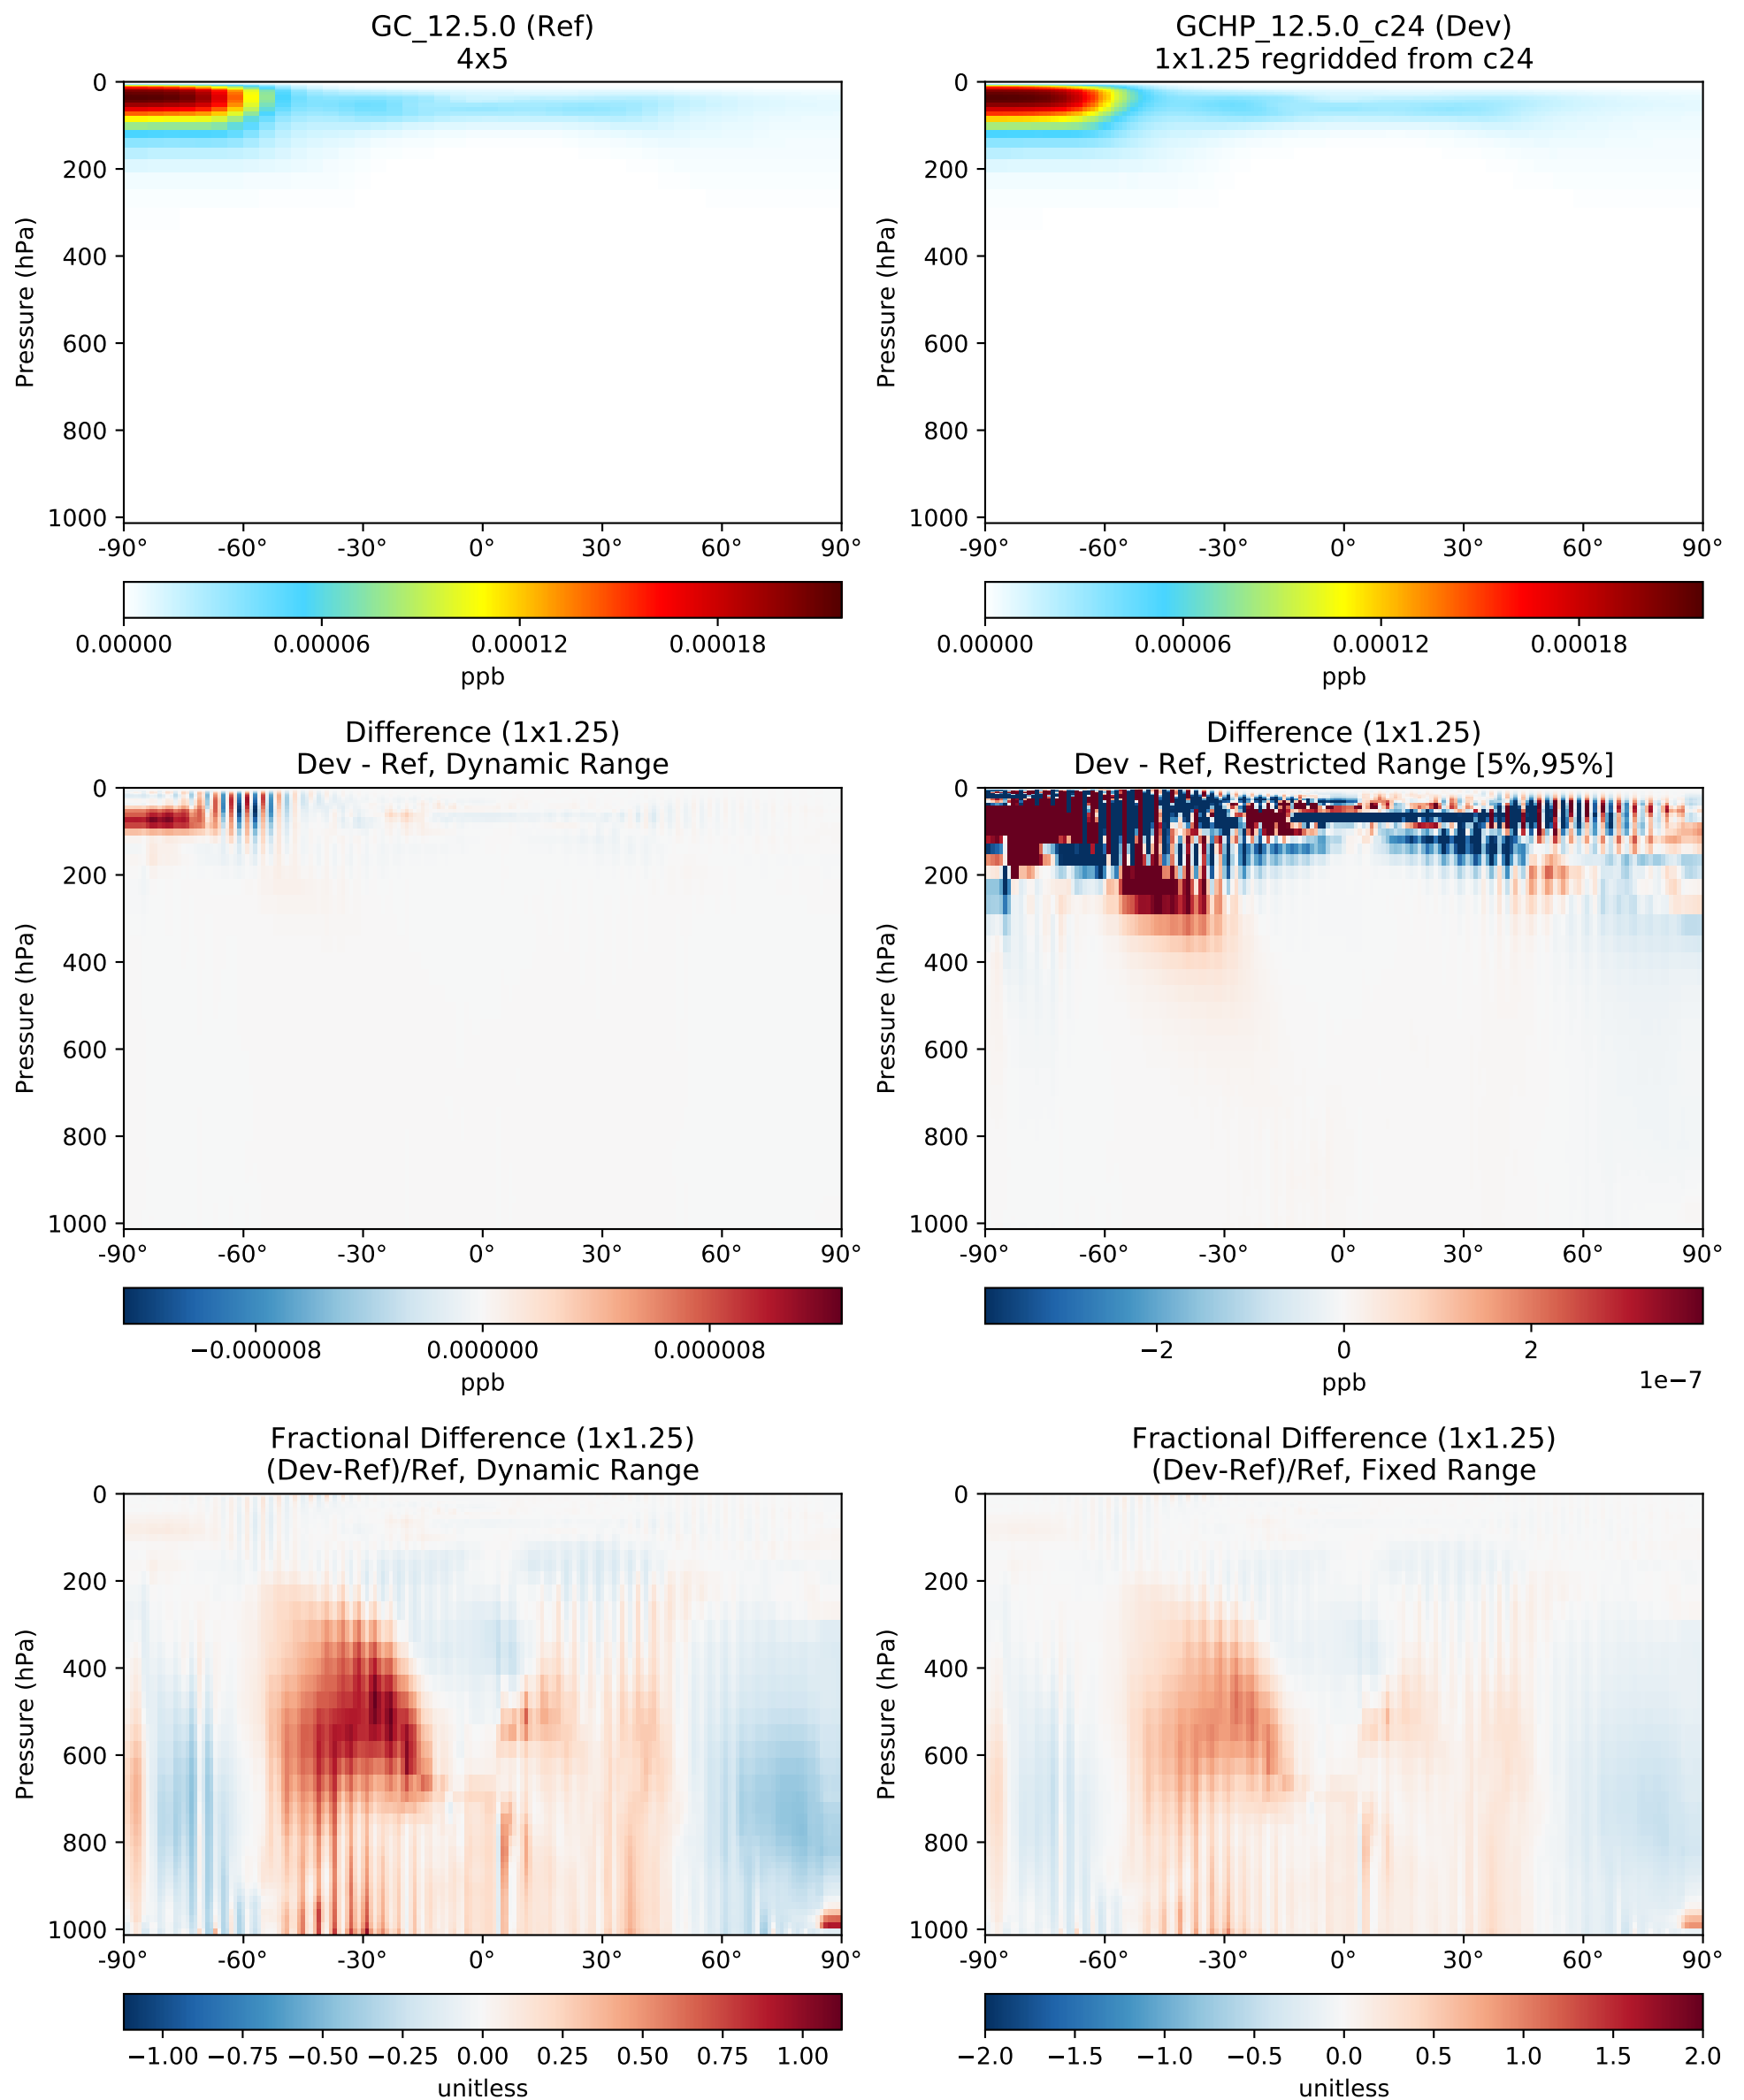 GC_12.5.0 (Ref)
4x5
0
200
400
600
800
1000
Pressure (hPa)
-90° -60° -30° 0° 30° 60° 90°
0.00000 0.00006 0.00012 0.00018
ppb
GCHP_12.5.0_c24 (Dev)
1x1.25 regridded from c24
0
200
400
600
800
1000
Pressure (hPa)
-90° -60° -30° 0° 30° 60° 90°
0.00000 0.00006 0.00012 0.00018
ppb
Difference (1x1.25)
Dev - Ref, Dynamic Range
0
200
400
600
800
1000
Pressure (hPa)
-90° -60° -30° 0° 30° 60° 90°
−0.000008 0.000000 0.000008
ppb
Difference (1x1.25)
Dev - Ref, Restricted Range [5%,95%]
0
200
400
600
800
1000
Pressure (hPa)
-90° -60° -30° 0° 30° 60° 90°
−2 0 2
ppb
1e−7
Fractional Difference (1x1.25)
(Dev-Ref)/Ref, Dynamic Range
0
200
400
600
800
1000
Pressure (hPa)
-90° -60° -30° 0° 30° 60° 90°
−1.00 −0.75 −0.50 −0.25 0.00 0.25 0.50 0.75 1.00
unitless
Fractional Difference (1x1.25)
(Dev-Ref)/Ref, Fixed Range
0
200
400
600
800
1000
Pressure (hPa)
-90° -60° -30° 0° 30° 60° 90°
−2.0 −1.5 −1.0 −0.5 0.0 0.5 1.0 1.5 2.0
unitless